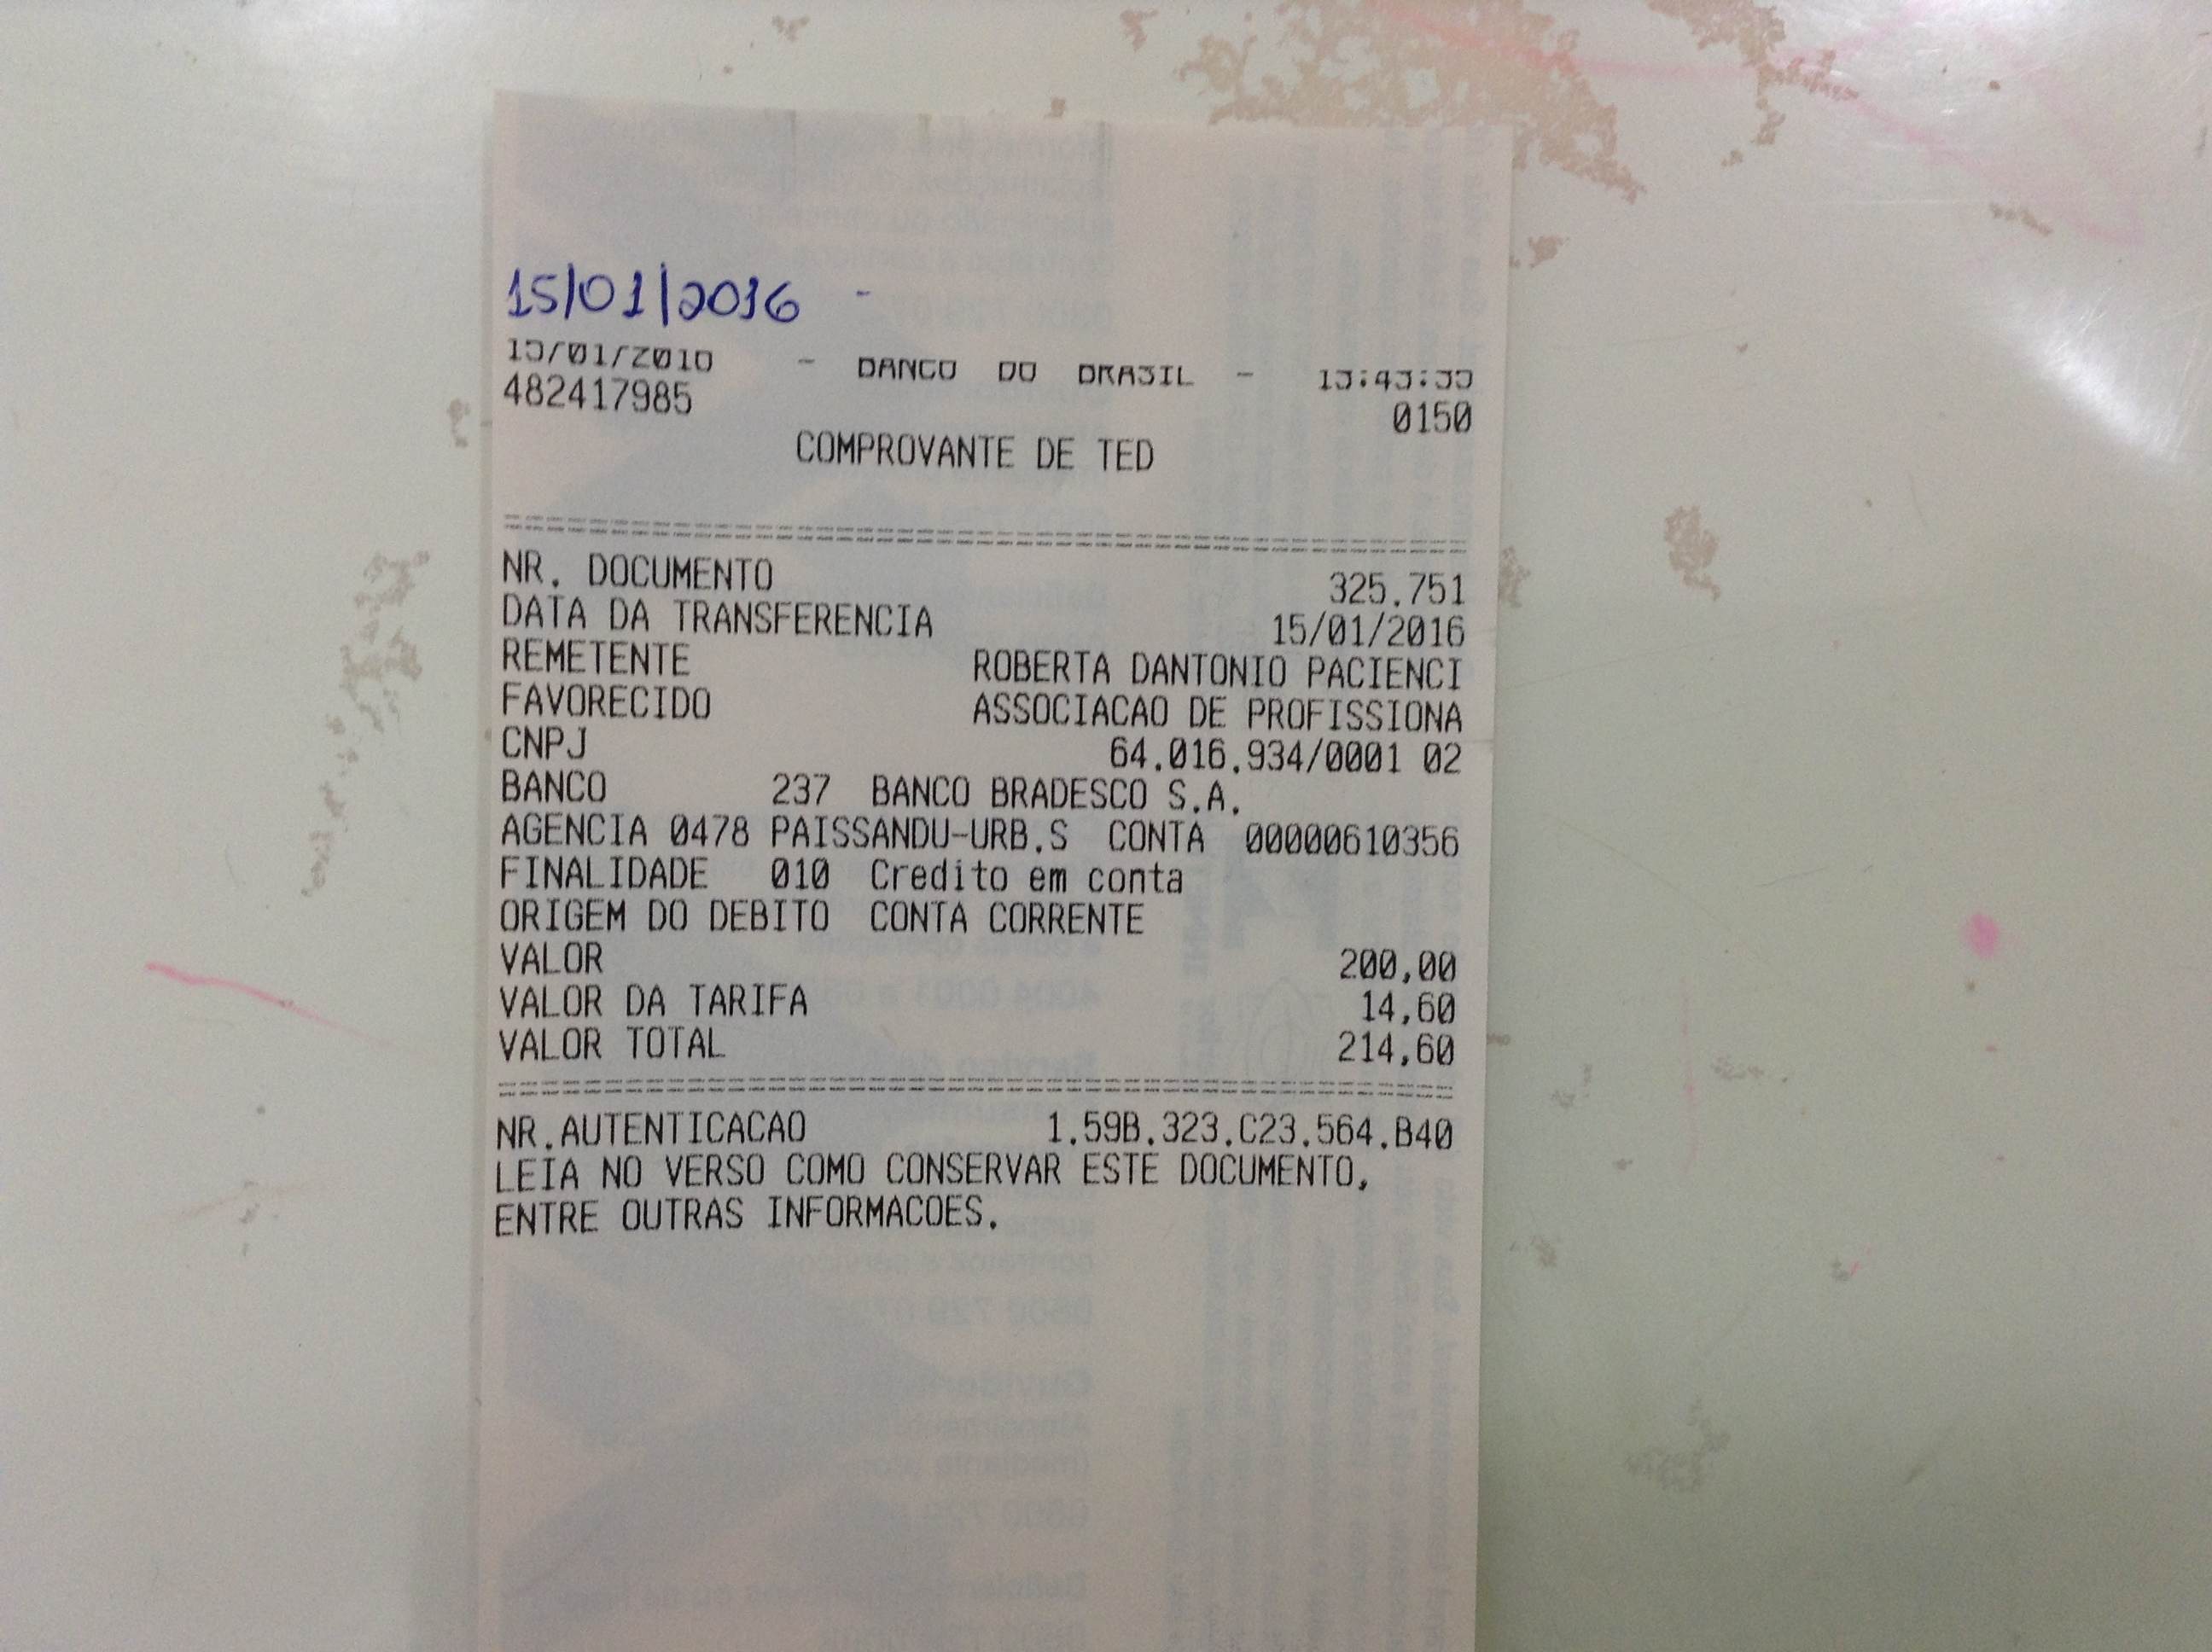 15/01/2016 -
15/01/2016 - BANCO DO BRASIL -
482417985 0150
COMPROVANTE DE TED
NR. DOCUMENTO 325.751
DATA DA TRANSFERENCIA 15/01/2016
REMETENTE ROBERTA DANTONIO PACIENCI
FAVORECIDO ASSOCIACAO DE PROFISSIONA
CNPJ 64.016.934/0001 02
BANCO 237 BANCO BRADESCO S.A.
AGENCIA 0478 PAISSANDU-URB.S CONTA 00000610356
FINALIDADE 010 Credito em conta
ORIGEM DO DEBITO CONTA CORRENTE
VALOR 200,00
VALOR DA TARIFA 14,60
VALOR TOTAL 214,60
NR.AUTENTICACAO 1.59B.323.C23.564.B40
LEIA NO VERSO COMO CONSERVAR ESTE DOCUMENTO,
ENTRE OUTRAS INFORMACOES.